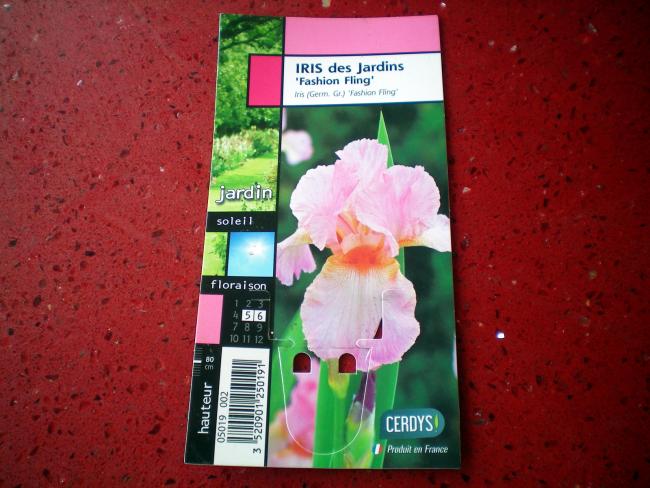 IRIS des Jardins
'Fashion Fling'
Iris (Germ. Gr.) 'Fashion Fling'
jardin
soleil
floraison
1 2 3
4 5 6
7 8 9
10 11 12
80
cm
hauteur
05019 002
3 520901 250191
CERDYS
Produit en France